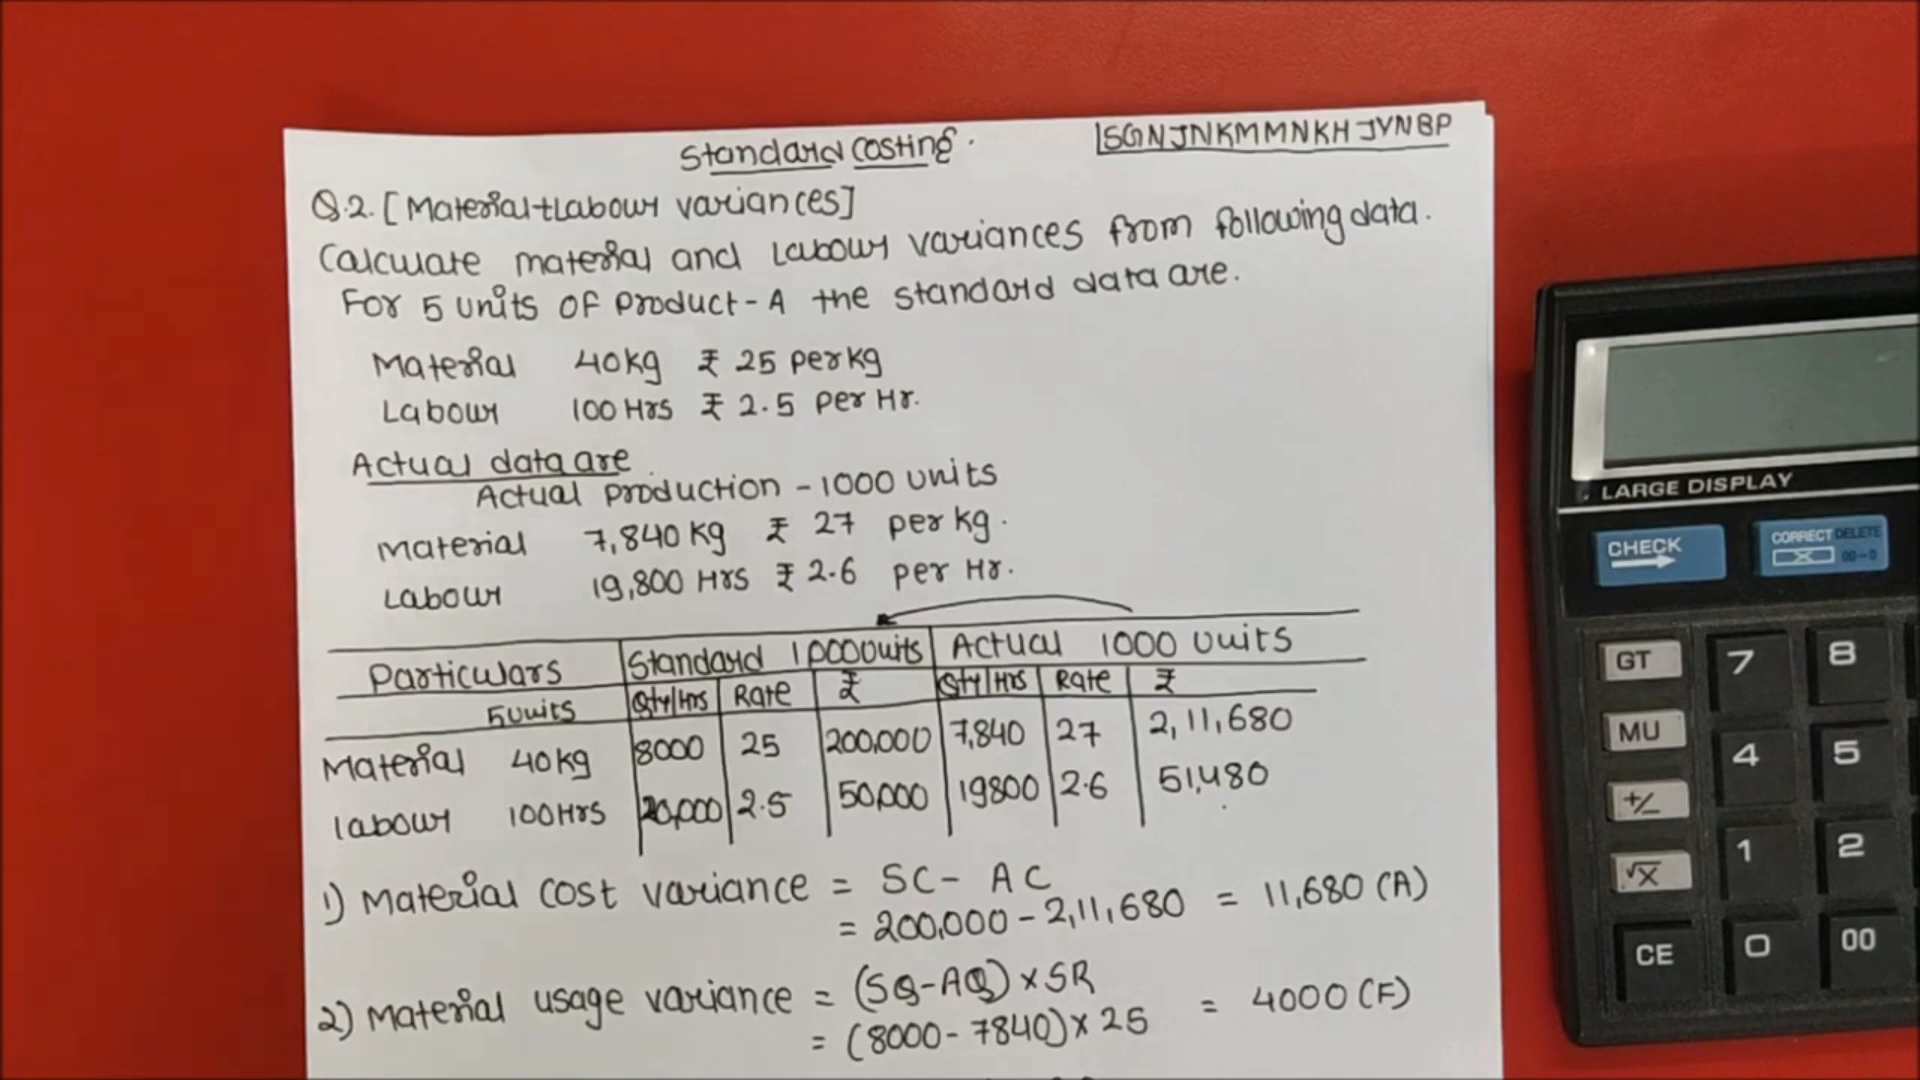 Standard Costing.
SGNJNKMMNKHJVNBP
Q.2. [Material+Labour variances]
Calculate material and Labour variances from following data.
For 5 units of Product-A the standard data are.
Material 40kg ₹ 25 per kg
Labour 100 Hrs ₹ 2.5 per Hr.
Actual data are
Actual production - 1000 units
Material 7,840 kg ₹ 27 per kg.
Labour 19,800 Hrs ₹ 2.6 per Hr.
Particulars Standard 1000 units Actual 1000 units
5 units Qty/Hrs Rate ₹ Qty/Hrs Rate ₹
Material 40kg 8000 25 200,000 7,840 27 2,11,680
labour 100Hrs 20,000 2.5 50,000 19800 2.6 51,480
1) Material cost variance = SC - AC
= 200,000 - 2,11,680 = 11,680 (A)
2) Material usage variance = (SQ-AQ) × SR
= (8000 - 7840) × 25 = 4000 (F)
LARGE DISPLAY
CHECK CORRECT DELETE
00→0
GT 7 8
MU 4 5
+/- 1 2
√X
CE 0 00